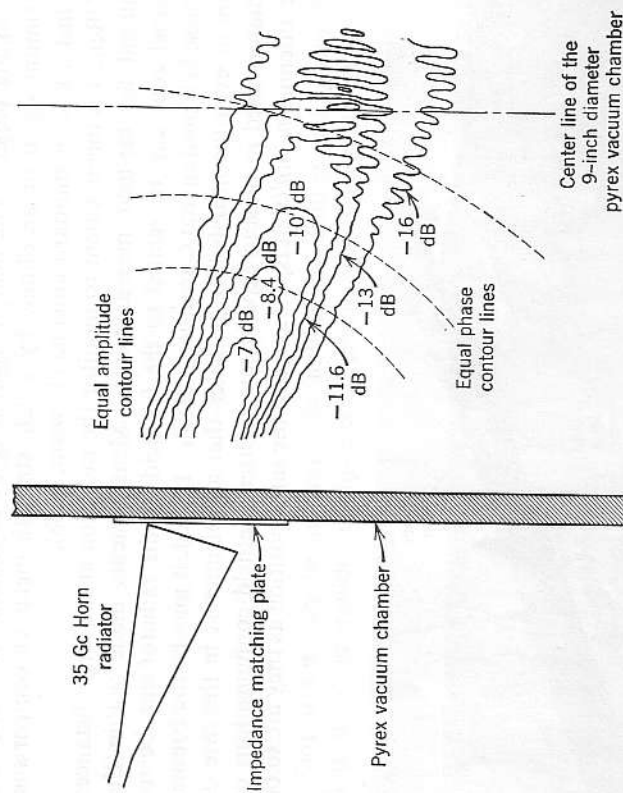 35 Gc Horn
radiator
Impedance matching plate
Pyrex vacuum chamber
Equal amplitude
contour lines
−7
dB
−8.4
dB
−10
dB
−11.6
dB
−13
dB
−16
dB
Equal phase
contour lines
Center line of the
9-inch diameter
pyrex vacuum chamber